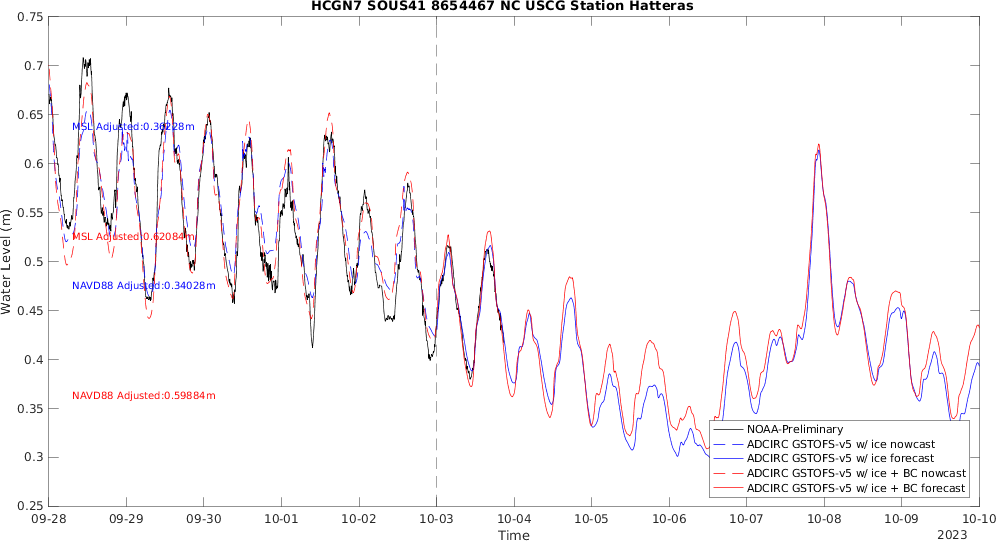 HCGN7 SOUS41 8654467 NC USCG Station Hatteras
0.75
0.7
0.65
0.6
0.55
0.5
0.45
0.4
0.35
0.3
0.25
Water Level (m)
MSL Adjusted:0.36228m
MSL Adjusted:0.62084m
NAVD88 Adjusted:0.34028m
NAVD88 Adjusted:0.59884m
NOAA-Preliminary
ADCIRC GSTOFS-v5 w/ ice nowcast
ADCIRC GSTOFS-v5 w/ ice forecast
ADCIRC GSTOFS-v5 w/ ice + BC nowcast
ADCIRC GSTOFS-v5 w/ ice + BC forecast
09-28 09-29 09-30 10-01 10-02 10-03 10-04 10-05 10-06 10-07 10-08 10-09 10-10
Time
2023